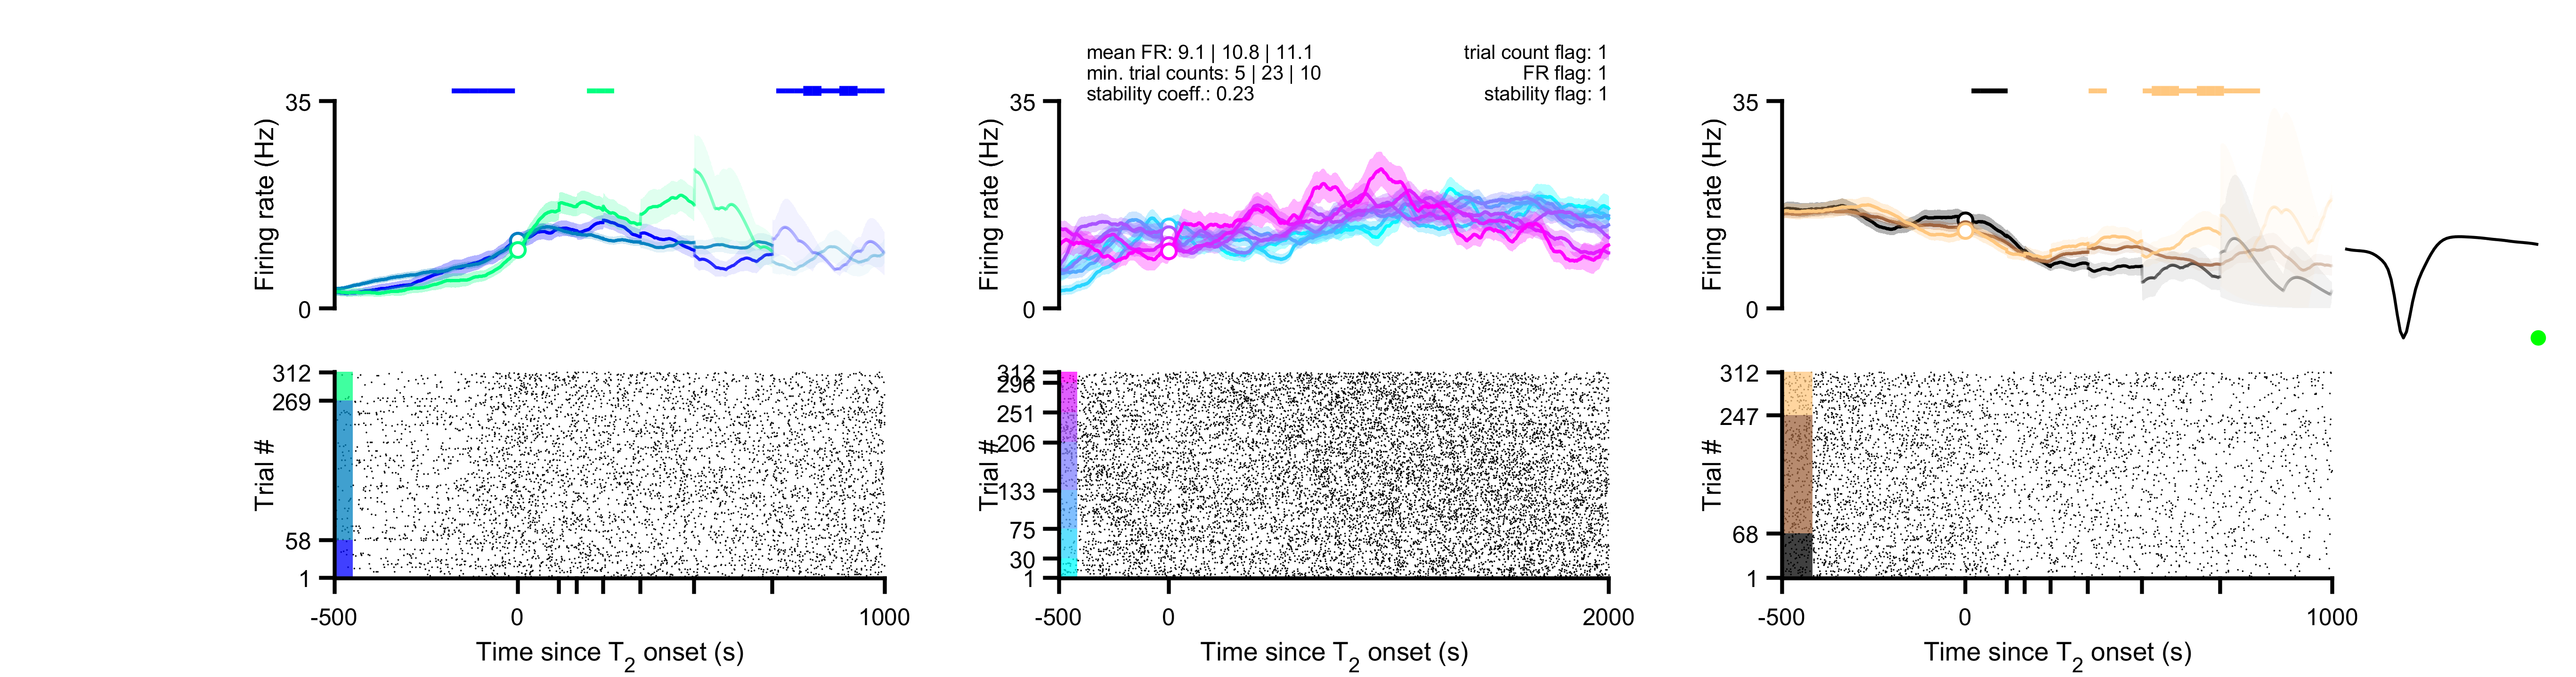 mean FR: 9.1 | 10.8 | 11.1
min. trial counts: 5 | 23 | 10
stability coeff.: 0.23
trial count flag: 1
FR flag: 1
stability flag: 1
35
Firing rate (Hz)
0
35
Firing rate (Hz)
0
35
Firing rate (Hz)
0
312
269
Trial #
58
1
-500
0
1000
Time since T2 onset (s)
312
296
251
206
Trial #
133
75
30
1
-500
0
2000
Time since T2 onset (s)
312
247
Trial #
68
1
-500
0
1000
Time since T2 onset (s)